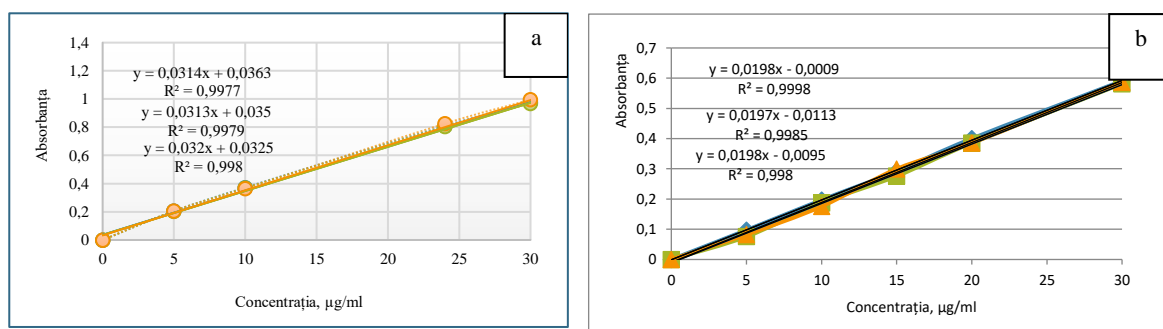 a
1,4
1,2
1
0,8
0,6
0,4
0,2
0
y = 0,0314x + 0,0363
R² = 0,9977
y = 0,0313x + 0,035
R² = 0,9979
y = 0,032x + 0,0325
R² = 0,998
Absorbanța
0 5 10 15 20 25 30
Concentrația, µg/ml
b
0,7
0,6
0,5
0,4
0,3
0,2
0,1
0
y = 0,0198x - 0,0009
R² = 0,9998
y = 0,0197x - 0,0113
R² = 0,9985
y = 0,0198x - 0,0095
R² = 0,998
Absorbanța
0 5 10 15 20 25 30
Concentrația, µg/ml